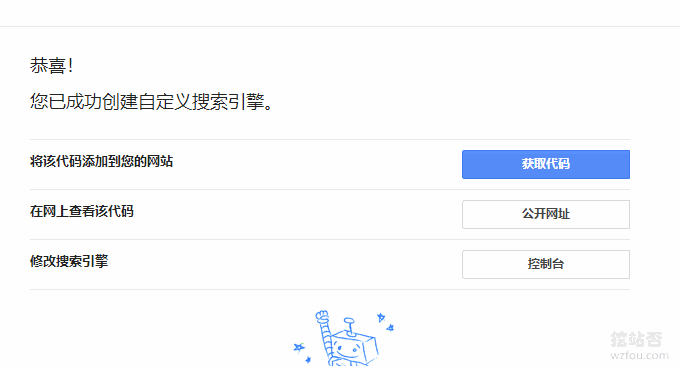 恭喜！
您已成功创建自定义搜索引擎。
将该代码添加到您的网站
获取代码
在网上查看该代码
公开网址
修改搜索引擎
控制台
挖站否
wzfou.com